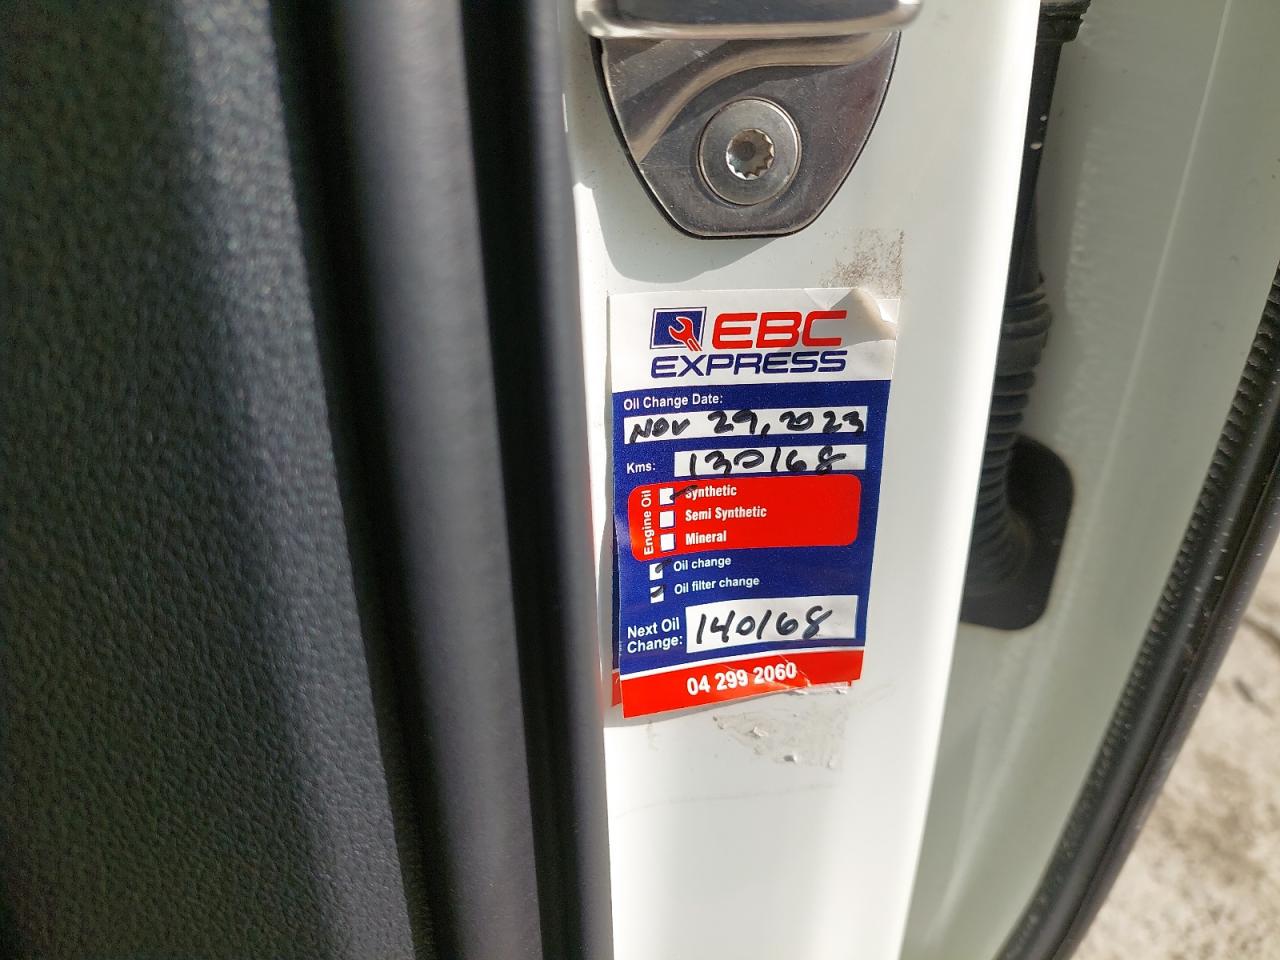 EBC
EXPRESS
Oil Change Date:
Nov 29, 2023
Kms: 130168
Engine Oil
Synthetic
Semi Synthetic
Mineral
Oil change
Oil filter change
Next Oil
Change: 140168
04 299 2060